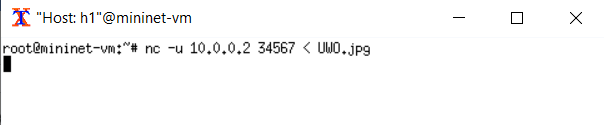 "Host: h1"@mininet-vm
root@mininet-vm:~# nc -u 10.0.0.2 34567 < UWO.jpg